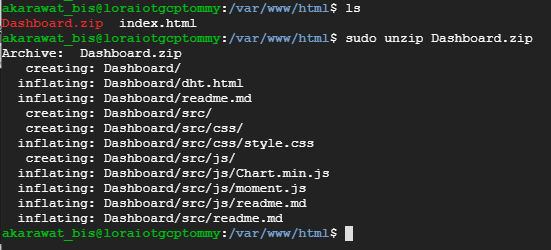 akarawat_bis@loraiotgcptommy:/var/www/html$ ls
Dashboard.zip  index.html
akarawat_bis@loraiotgcptommy:/var/www/html$ sudo unzip Dashboard.zip
Archive:  Dashboard.zip
   creating: Dashboard/
  inflating: Dashboard/dht.html
  inflating: Dashboard/readme.md
   creating: Dashboard/src/
   creating: Dashboard/src/css/
  inflating: Dashboard/src/css/style.css
   creating: Dashboard/src/js/
  inflating: Dashboard/src/js/Chart.min.js
  inflating: Dashboard/src/js/moment.js
  inflating: Dashboard/src/js/readme.md
  inflating: Dashboard/src/readme.md
akarawat_bis@loraiotgcptommy:/var/www/html$